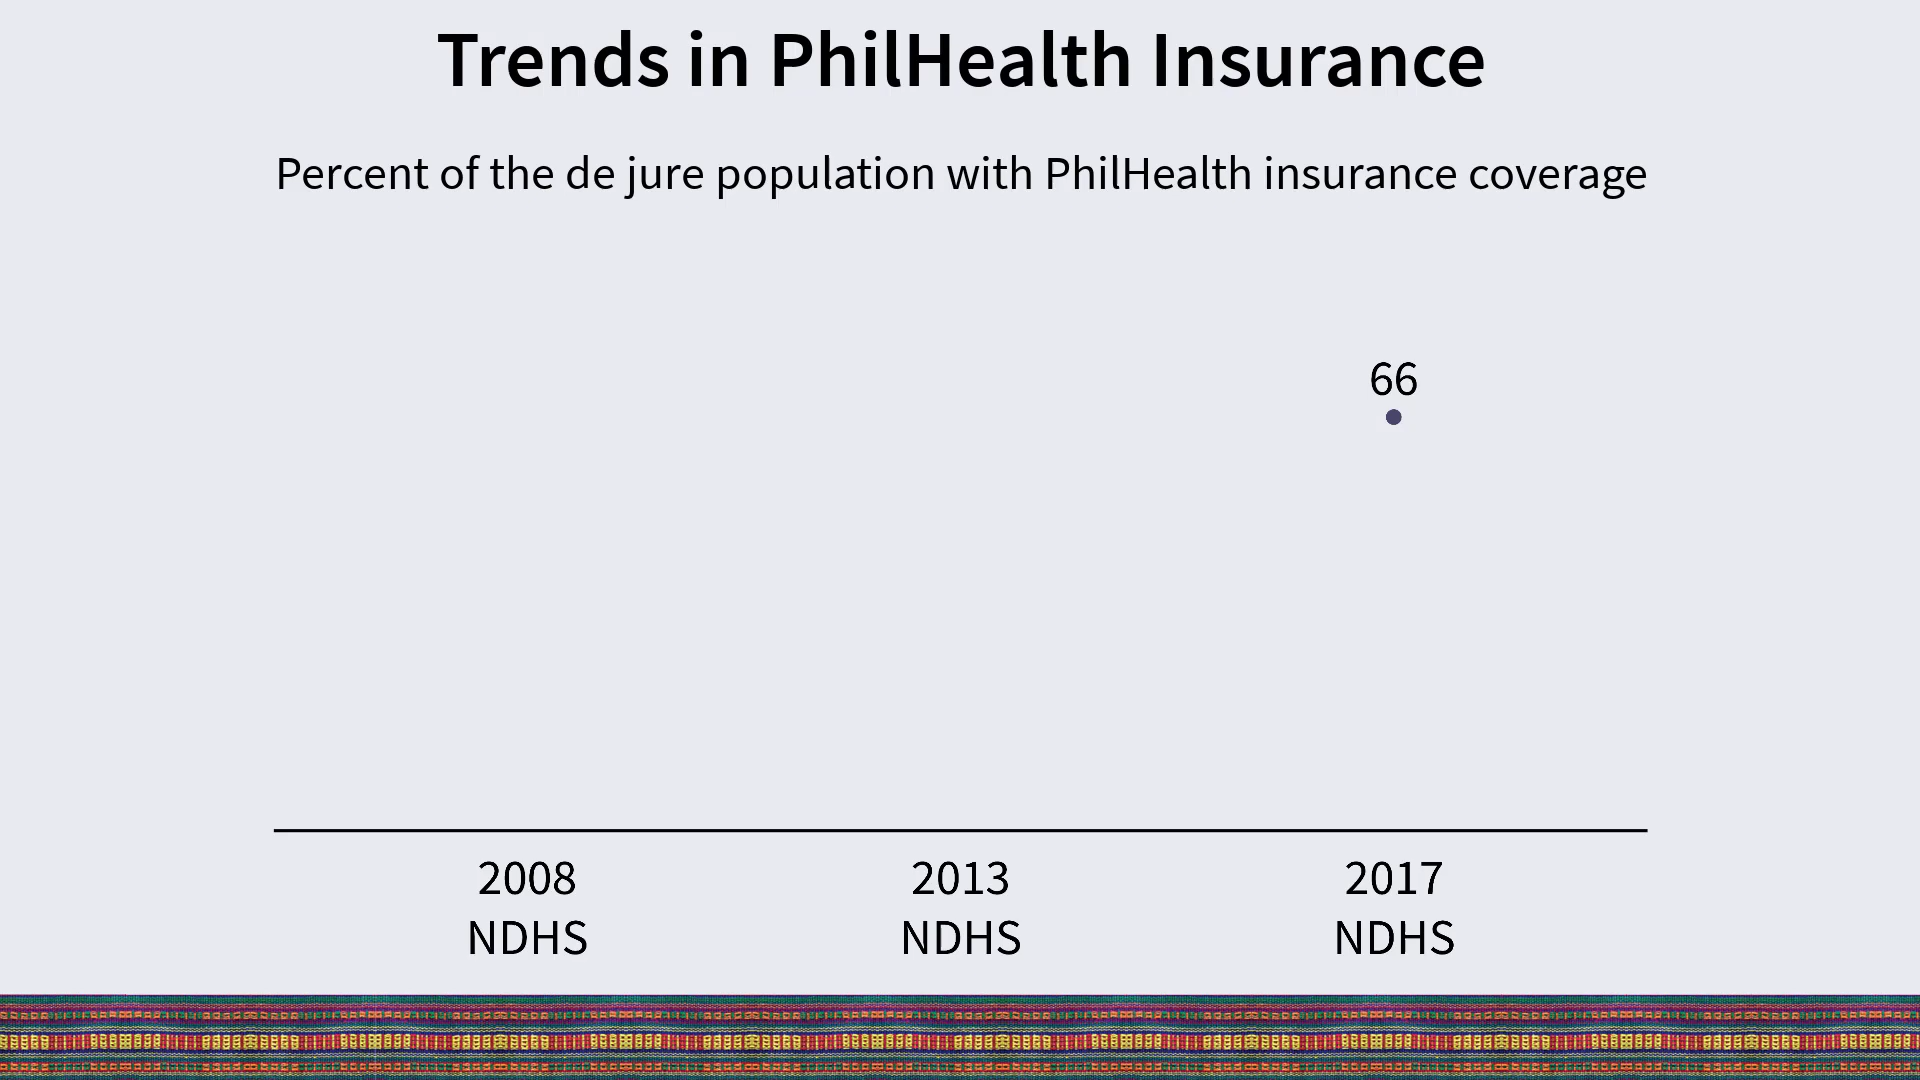 Trends in PhilHealth Insurance
Percent of the de jure population with PhilHealth insurance coverage
66
2008 2013 2017
NDHS NDHS NDHS